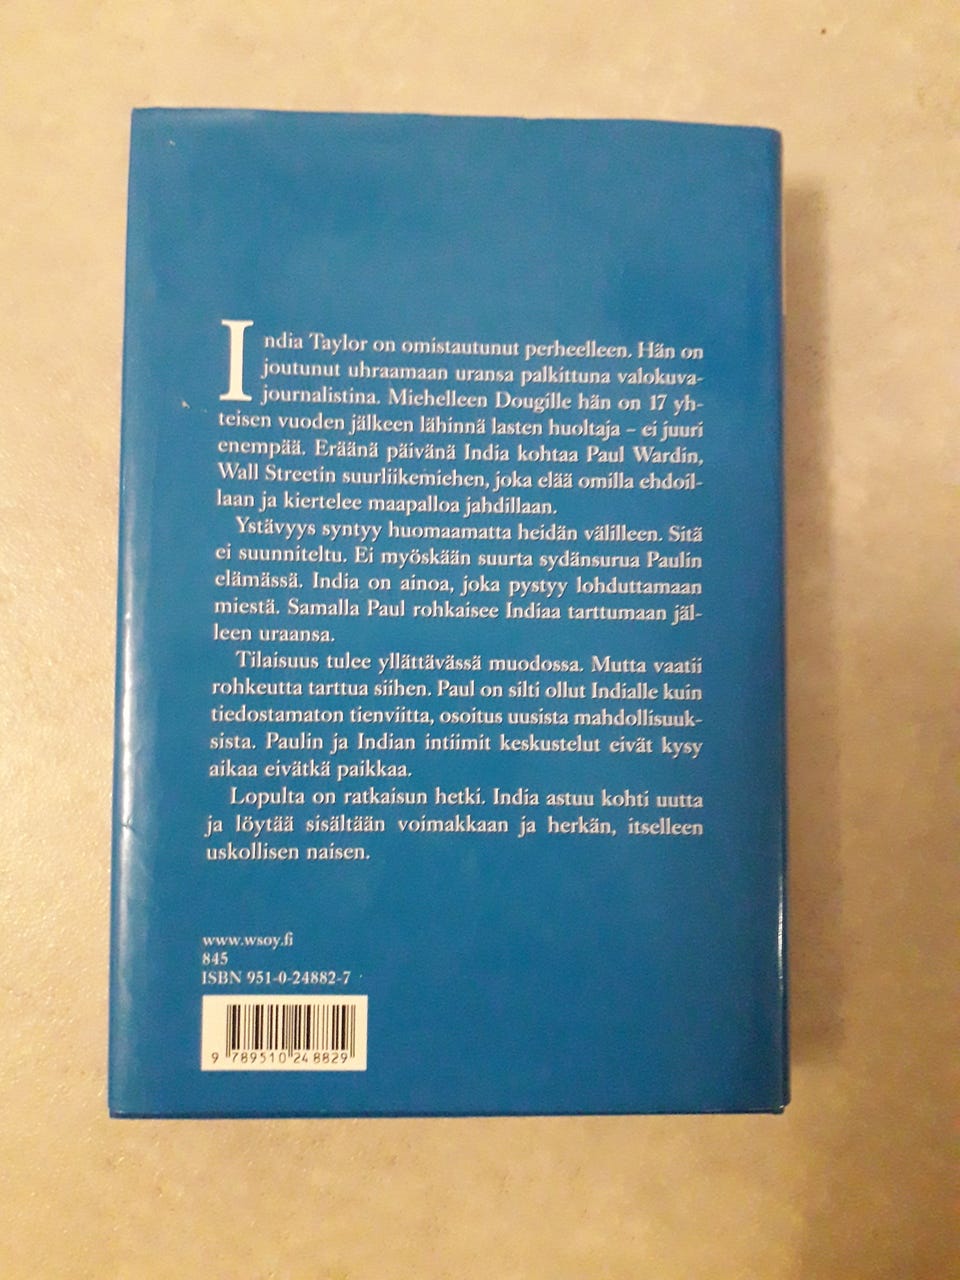 India Taylor on omistautunut perheelleen. Hän on
joutunut uhraamaan uransa palkittuna valokuva-
journalistina. Miehelleen Dougille hän on 17 yh-
teisen vuoden jälkeen lähinnä lasten huoltaja – ei juuri
enempää. Eräänä päivänä India kohtaa Paul Wardin,
Wall Streetin suurliikemiehen, joka elää omilla ehdoil-
laan ja kiertelee maapalloa jahdillaan.
Ystävyys syntyy huomaamatta heidän välilleen. Sitä
ei suunniteltu. Ei myöskään suurta sydänsurua Paulin
elämässä. India on ainoa, joka pystyy lohduttamaan
miestä. Samalla Paul rohkaisee Indiaa tarttumaan jäl-
leen uraansa.
Tilaisuus tulee yllättävässä muodossa. Mutta vaatii
rohkeutta tarttua siihen. Paul on silti ollut Indialle kuin
tiedostamaton tienviitta, osoitus uusista mahdollisuuk-
sista. Paulin ja Indian intiimit keskustelut eivät kysy
aikaa eivätkä paikkaa.
Lopulta on ratkaisun hetki. India astuu kohti uutta
ja löytää sisältään voimakkaan ja herkän, itselleen
uskollisen naisen.
www.wsoy.fi
845
ISBN 951-0-24882-7
9 789510 248829